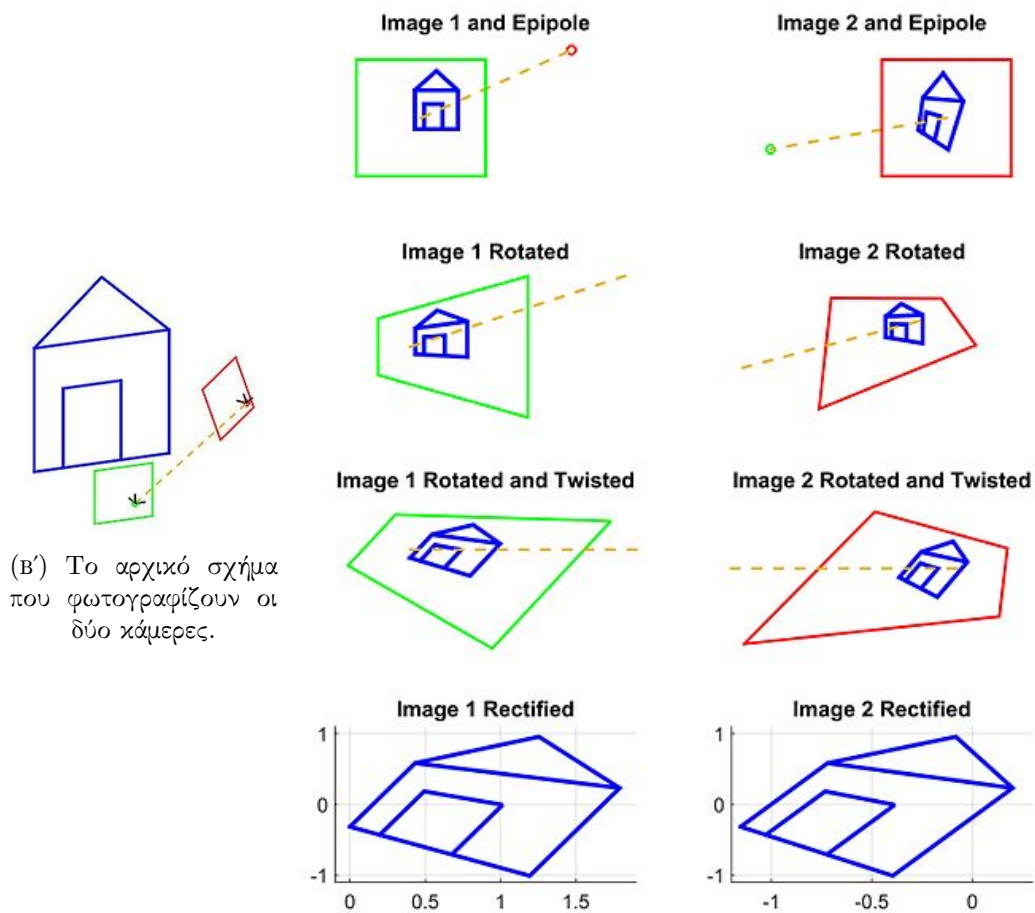 Image 1 and Epipole
Image 2 and Epipole
Image 1 Rotated
Image 2 Rotated
Image 1 Rotated and Twisted
Image 2 Rotated and Twisted
(βʹ) Το αρχικό σχήμα
που φωτογραφίζουν οι
δύο κάμερες.
Image 1 Rectified
1
0
-1
0
0.5
1
1.5
Image 2 Rectified
1
0
-1
-1
-0.5
0